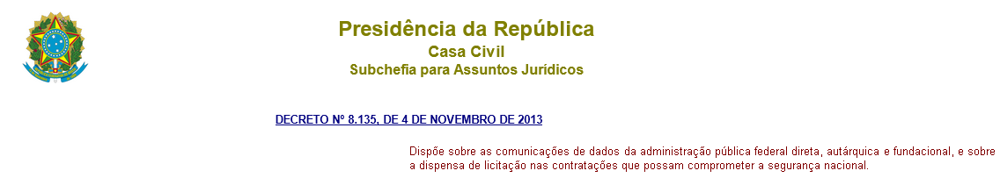 Presidência da República
Casa Civil
Subchefia para Assuntos Jurídicos
DECRETO Nº 8.135, DE 4 DE NOVEMBRO DE 2013
Dispõe sobre as comunicações de dados da administração pública federal direta, autárquica e fundacional, e sobre
a dispensa de licitação nas contratações que possam comprometer a segurança nacional.